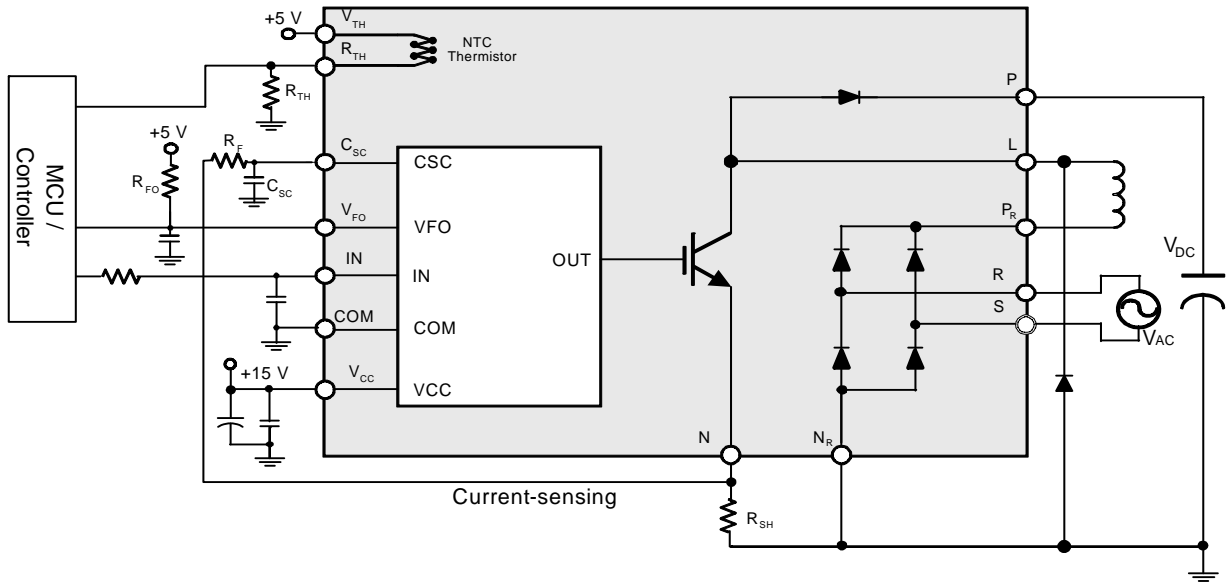 +5 V
VTH
RTH
NTC
Thermistor
RTH
MCU /
Controller
+5 V
RF
CSC
CSC
RFO
VFO
IN
COM
+15 V
VCC
CSC
VFO
IN
COM
VCC
OUT
P
L
PR
R
S
VDC
VAC
N
NR
Current-sensing
RSH